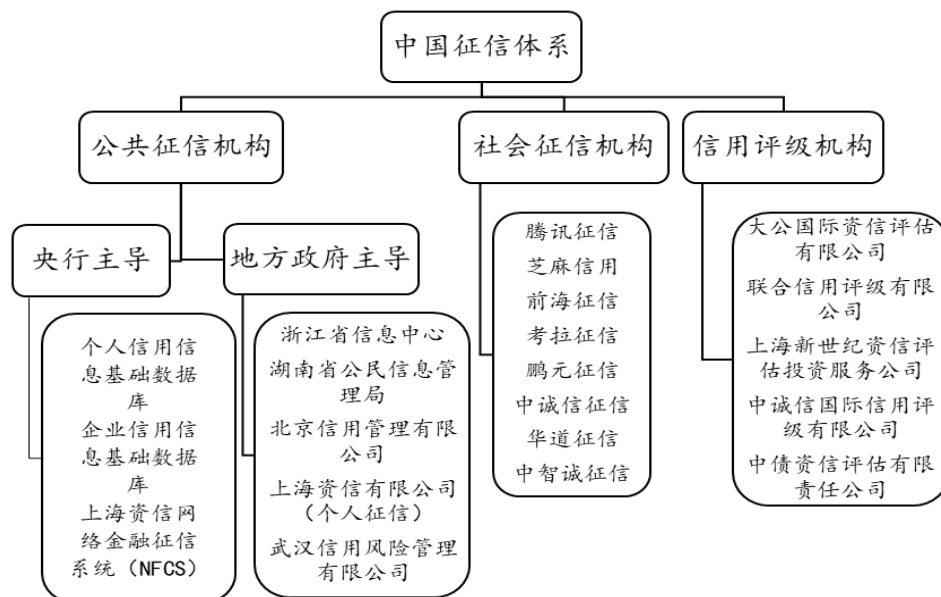 中国征信体系
公共征信机构
社会征信机构
信用评级机构
央行主导
地方政府主导
个人信用信
息基础数据
库
企业信用信
息基础数据
库
上海资信网
络金融征信
系统（NFCS）
浙江省信息中心
湖南省公民信息管
理局
北京信用管理有限
公司
上海资信有限公司
（个人征信）
武汉信用风险管理
有限公司
腾讯征信
芝麻信用
前海征信
考拉征信
鹏元征信
中诚信征信
华道征信
中智诚征信
大公国际资信评估
有限公司
联合信用评级有限
公司
上海新世纪资信评
估投资服务公司
中诚信国际信用评
级有限公司
中债资信评估有限
责任公司